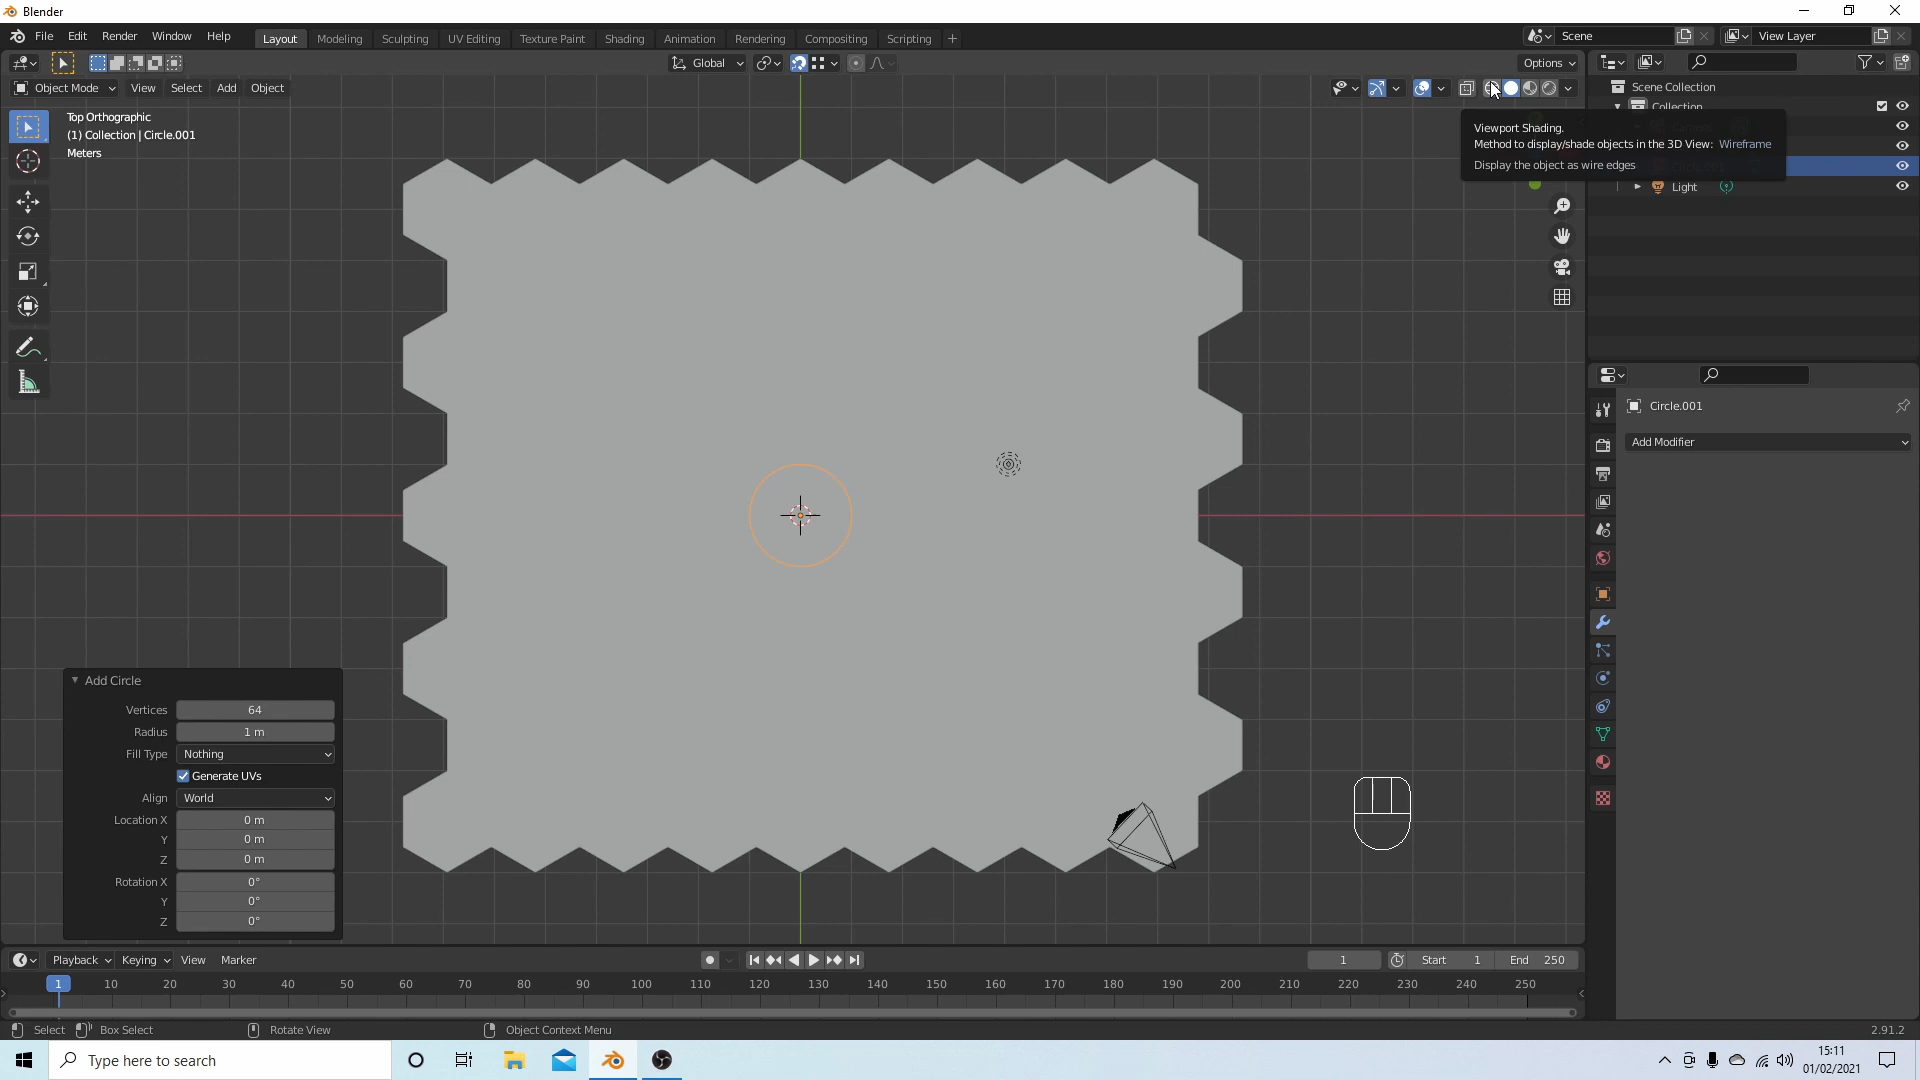 Blender
File Edit Render Window Help
Layout Modeling Sculpting UV Editing Texture Paint Shading Animation Rendering Compositing Scripting +
Scene
View Layer
Global
Options
Object Mode View Select Add Object
Top Orthographic
(1) Collection | Circle.001
Meters
Viewport Shading.
Method to display/shade objects in the 3D View: Wireframe
Display the object as wire edges
Scene Collection
Collection
Light
Circle.001
Add Modifier
Add Circle
Vertices 64
Radius 1 m
Fill Type Nothing
Generate UVs
Align World
Location X 0 m
Y 0 m
Z 0 m
Rotation X 0°
Y 0°
Z 0°
Playback Keying View Marker
1 Start 1 End 250
1 10 20 30 40 50 60 70 80 90 100 110 120 130 140 150 160 170 180 190 200 210 220 230 240 250
Select Box Select Rotate View Object Context Menu 2.91.2
Type here to search
15:11
01/02/2021